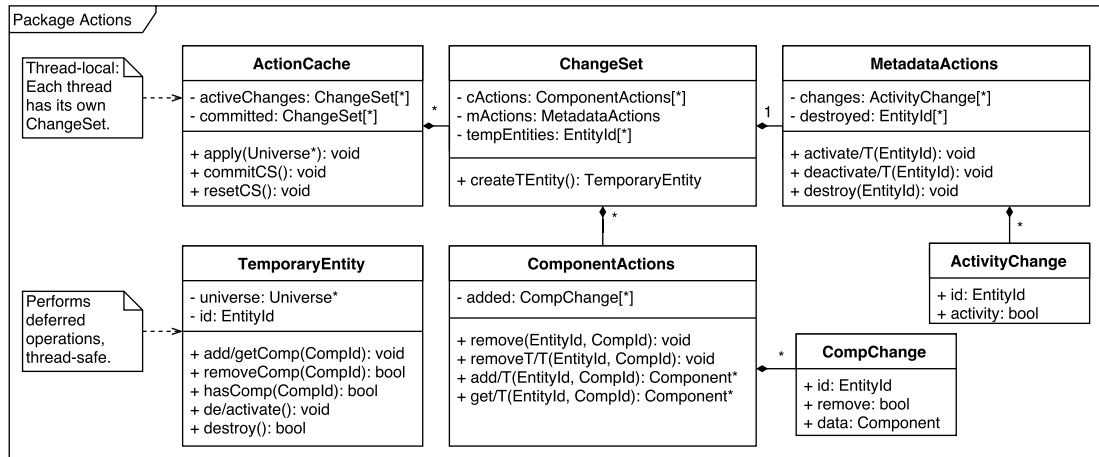 Package Actions
Thread-local:
Each thread
has its own
ChangeSet.
ActionCache
- activeChanges: ChangeSet[*]
- committed: ChangeSet[*]
+ apply(Universe*): void
+ commitCS(): void
+ resetCS(): void
*
ChangeSet
- cActions: ComponentActions[*]
- mActions: MetadataActions
- tempEntities: EntityId[*]
+ createTEntity(): TemporaryEntity
1
MetadataActions
- changes: ActivityChange[*]
- destroyed: EntityId[*]
+ activate/T(EntityId): void
+ deactivate/T(EntityId): void
+ destroy(EntityId): void
*
*
Performs
deferred
operations,
thread-safe.
TemporaryEntity
- universe: Universe*
- id: EntityId
+ add/getComp(CompId): void
+ removeComp(CompId): bool
+ hasComp(CompId): bool
+ de/activate(): void
+ destroy(): bool
ComponentActions
- added: CompChange[*]
+ remove(EntityId, CompId): void
+ removeT/T(EntityId, CompId): void
+ add/T(EntityId, CompId): Component*
+ get/T(EntityId, CompId): Component*
*
ActivityChange
+ id: EntityId
+ activity: bool
CompChange
+ id: EntityId
+ remove: bool
+ data: Component